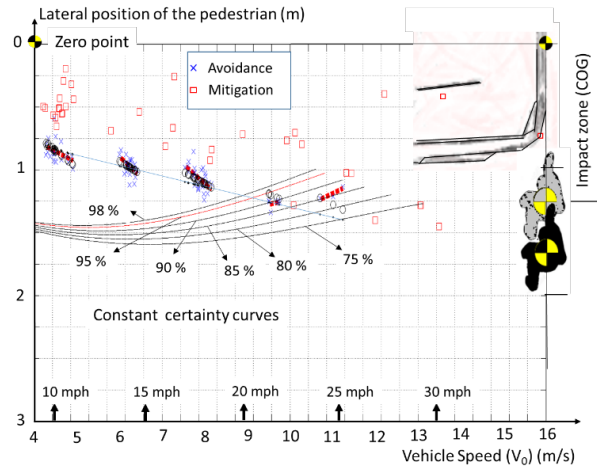 Lateral position of the pedestrian (m)
0
Zero point
Avoidance
Mitigation
1
Impact zone (COG)
98 %
95 %
90 %
85 %
80 %
75 %
2
Constant certainty curves
10 mph
15 mph
20 mph
25 mph
30 mph
3
4 5 6 7 8 9 10 11 12 13 14 15 16
Vehicle Speed (V₀) (m/s)